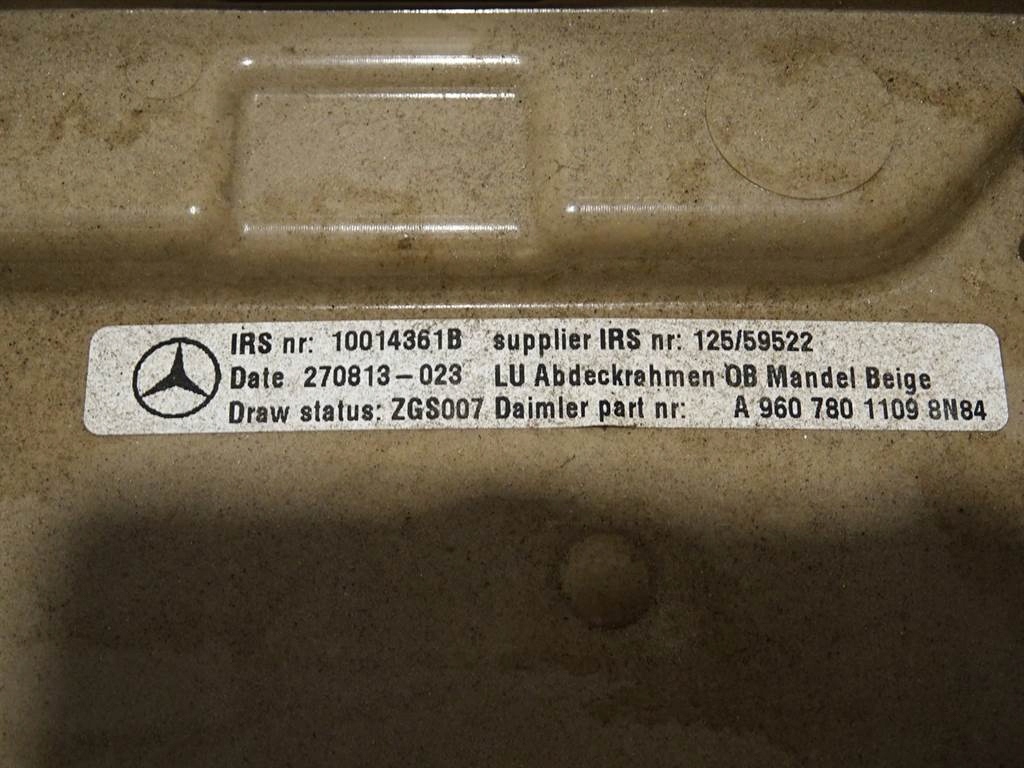 IRS nr: 10014361B supplier IRS nr: 125/59522
Date 270813-023 LU Abdeckrahmen OB Mandel Beige
Draw status: ZGS007 Daimler part nr: A 960 780 1109 8N84